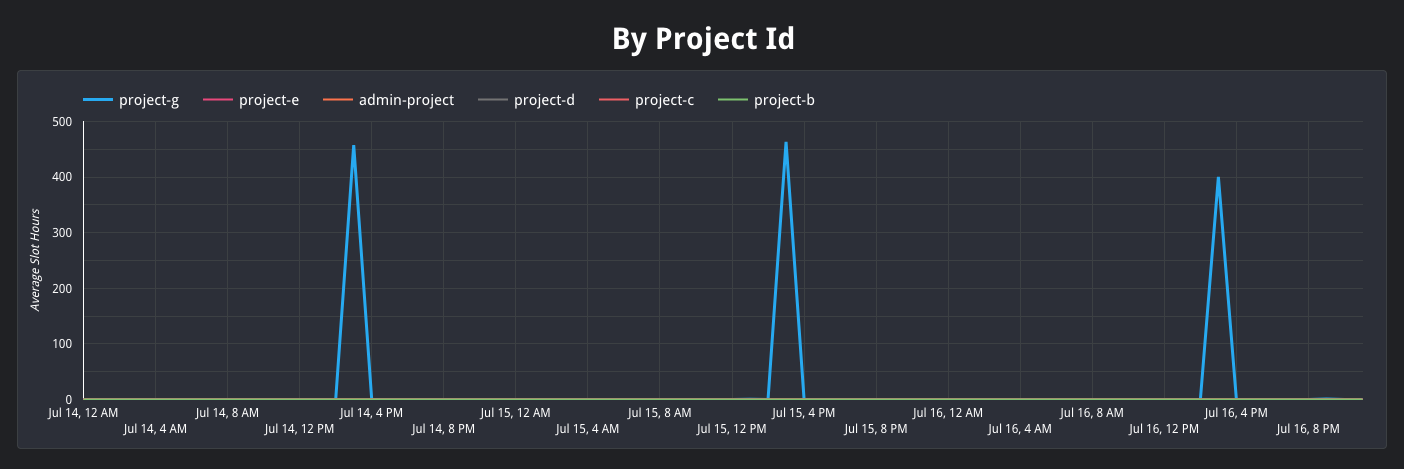 By Project Id
project-g project-e admin-project project-d project-c project-b
500
400
300
200
100
0
Average Slot Hours
Jul 14, 12 AM Jul 14, 8 AM Jul 14, 4 PM Jul 15, 12 AM Jul 15, 8 AM Jul 15, 4 PM Jul 16, 12 AM Jul 16, 8 AM Jul 16, 4 PM
Jul 14, 4 AM Jul 14, 12 PM Jul 14, 8 PM Jul 15, 4 AM Jul 15, 12 PM Jul 15, 8 PM Jul 16, 4 AM Jul 16, 12 PM Jul 16, 8 PM